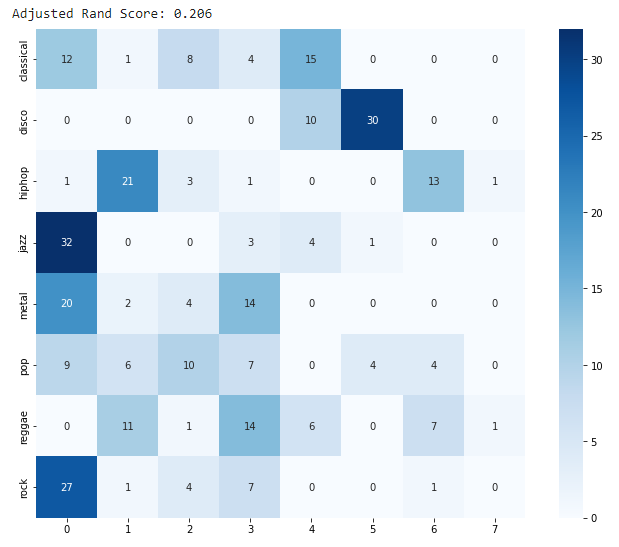 Adjusted Rand Score: 0.206
classical 12 1 8 4 15 0 0 0
disco 0 0 0 0 10 30 0 0
hiphop 1 21 3 1 0 0 13 1
jazz 32 0 0 3 4 1 0 0
metal 20 2 4 14 0 0 0 0
pop 9 6 10 7 0 4 4 0
reggae 0 11 1 14 6 0 7 1
rock 27 1 4 7 0 0 1 0
0 1 2 3 4 5 6 7
30
25
20
15
10
5
0